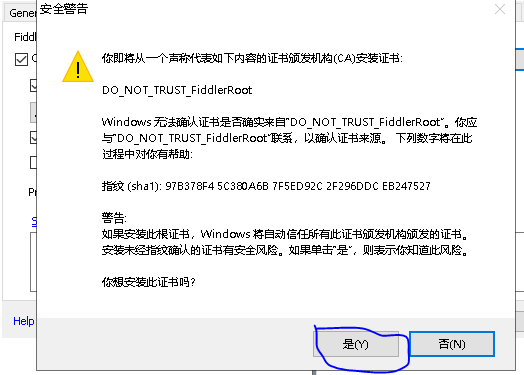 安全警告
Gener
Fiddl
你即将从一个声称代表如下内容的证书颁发机构(CA)安装证书:
DO_NOT_TRUST_FiddlerRoot
Windows 无法确认证书是否确实来自"DO_NOT_TRUST_FiddlerRoot"。你应
与"DO_NOT_TRUST_FiddlerRoot"联系，以确认证书来源。 下列数字将在此
过程中对你有帮助:
指纹 (sha1): 97B378F4 5C380A6B 7F5ED92C 2F296DDC EB247527
警告:
如果安装此根证书，Windows 将自动信任所有此证书颁发机构颁发的证书。
安装未经指纹确认的证书有安全风险。如果单击"是"，则表示你知道此风险。
你想安装此证书吗?
Help
是(Y)
否(N)